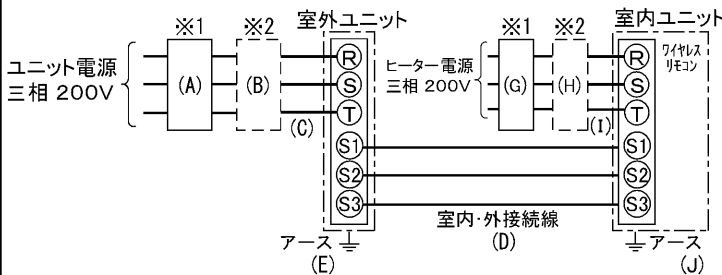 室外ユニット
室内ユニット
※1
※2
※1
※2
ユニット電源
三相 200V
(A)
(B)
(C)
R
S
T
S1
S2
S3
ヒーター電源
三相 200V
(G)
(H)
(I)
R
S
T
S1
S2
S3
ワイヤレス
リモコン
室内・外接続線
(D)
アース
(E)
アース
(J)